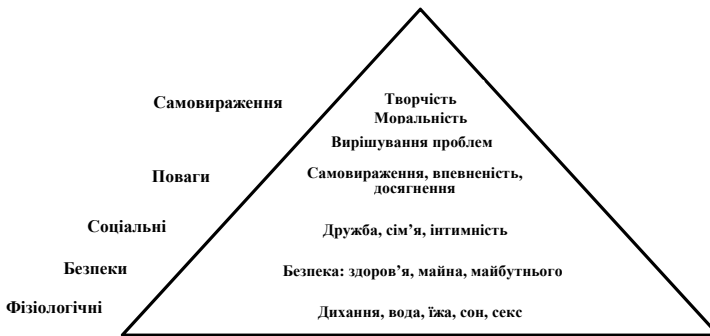 Самовираження
Творчість
Моральність
Вирішування проблем
Поваги
Самовираження, впевненість,
досягнення
Соціальні
Дружба, сім’я, інтимність
Безпеки
Безпека: здоров’я, майна, майбутнього
Фізіологічні
Дихання, вода, їжа, сон, секс